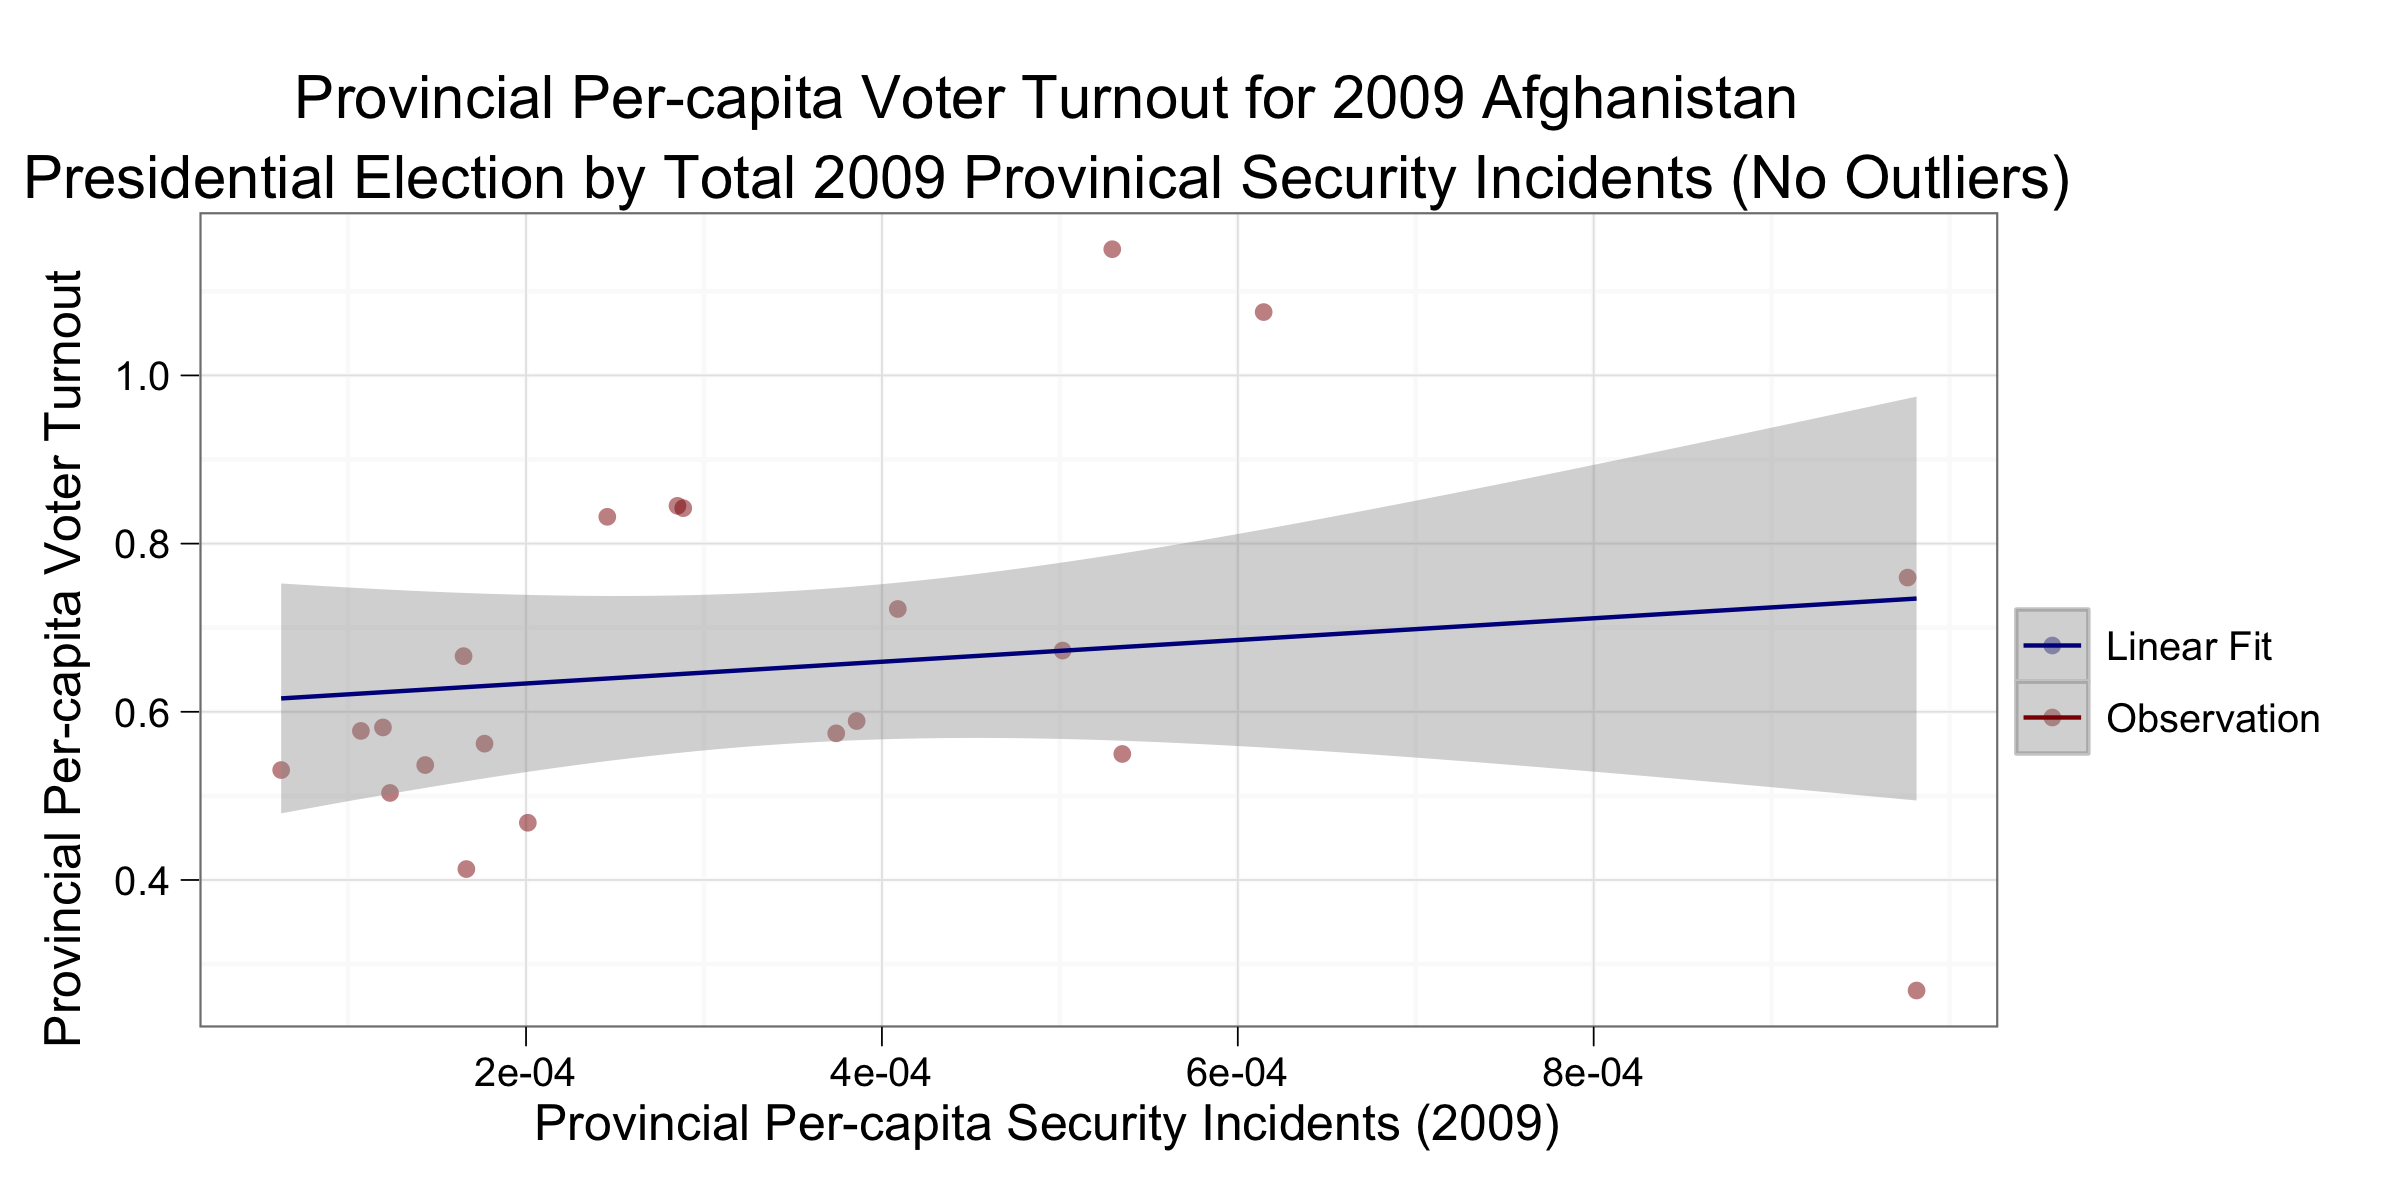 Provincial Per-capita Voter Turnout for 2009 Afghanistan
Presidential Election by Total 2009 Provinical Security Incidents (No Outliers)
Provincial Per-capita Voter Turnout
1.0
0.8
0.6
0.4
Linear Fit
Observation
2e-04 4e-04 6e-04 8e-04
Provincial Per-capita Security Incidents (2009)